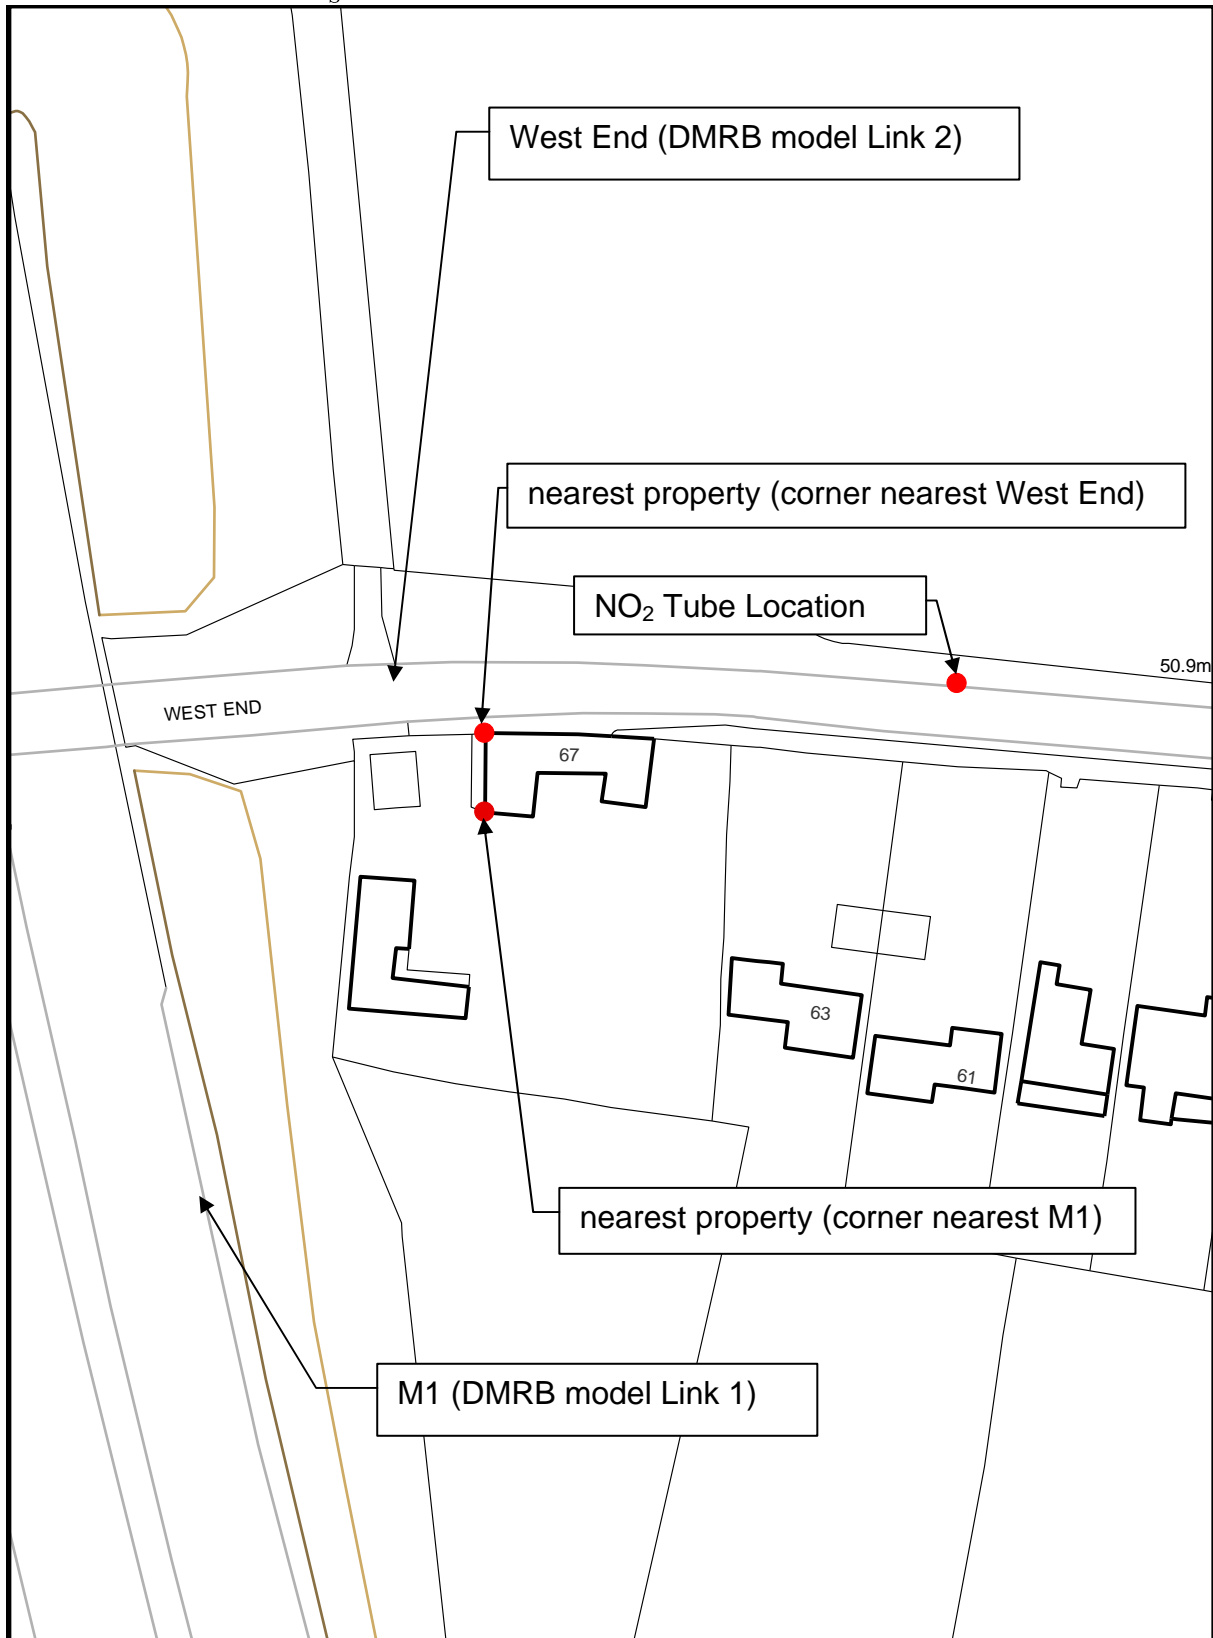 West End (DMRB model Link 2)
nearest property (corner nearest West End)
NO₂ Tube Location
50.9m
WEST END
67
63
61
nearest property (corner nearest M1)
M1 (DMRB model Link 1)